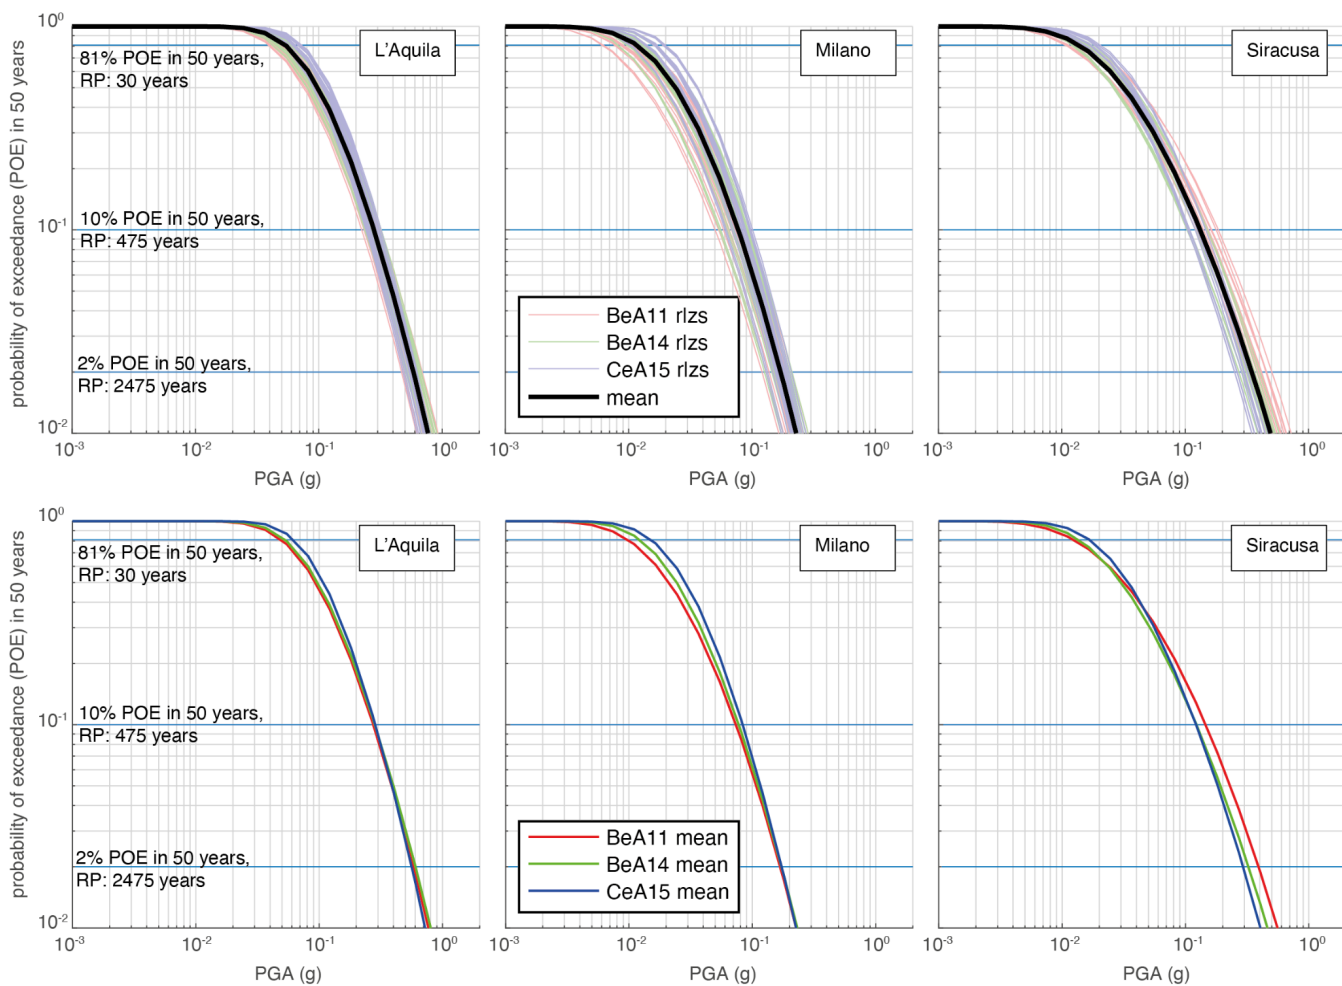 probability of exceedance (POE) in 50 years
10⁰
10⁻¹
10⁻²
81% POE in 50 years,
RP: 30 years
10% POE in 50 years,
RP: 475 years
2% POE in 50 years,
RP: 2475 years
L'Aquila
10⁻³ 10⁻² 10⁻¹ 10⁰
PGA (g)
Milano
BeA11 rlzs
BeA14 rlzs
CeA15 rlzs
mean
10⁻³ 10⁻² 10⁻¹ 10⁰
PGA (g)
Siracusa
10⁻³ 10⁻² 10⁻¹ 10⁰
PGA (g)
probability of exceedance (POE) in 50 years
10⁰
10⁻¹
10⁻²
81% POE in 50 years,
RP: 30 years
10% POE in 50 years,
RP: 475 years
2% POE in 50 years,
RP: 2475 years
L'Aquila
10⁻³ 10⁻² 10⁻¹ 10⁰
PGA (g)
Milano
BeA11 mean
BeA14 mean
CeA15 mean
10⁻³ 10⁻² 10⁻¹ 10⁰
PGA (g)
Siracusa
10⁻³ 10⁻² 10⁻¹ 10⁰
PGA (g)